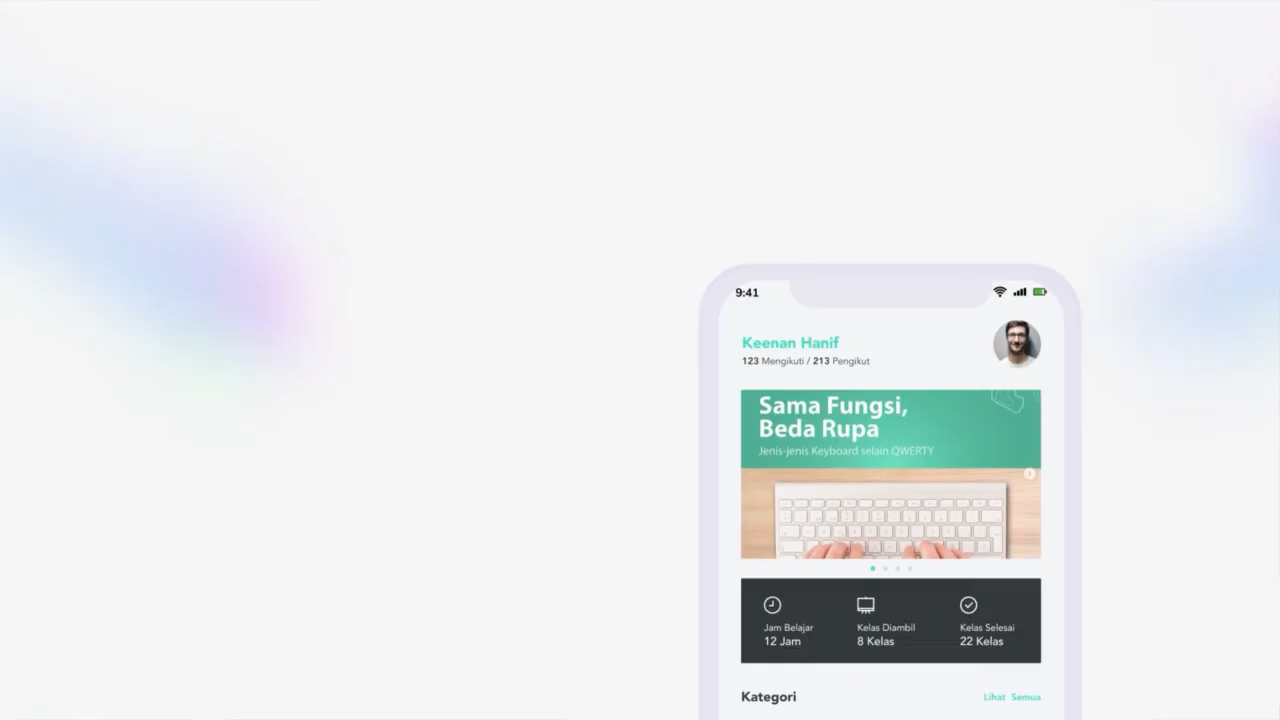 9:41
Keenan Hanif
123 Mengikuti / 213 Pengikut
Sama Fungsi,
Beda Rupa
Jenis-jenis Keyboard selain QWERTY
Jam Belajar
12 Jam
Kelas Diambil
8 Kelas
Kelas Selesai
22 Kelas
Kategori
Lihat Semua